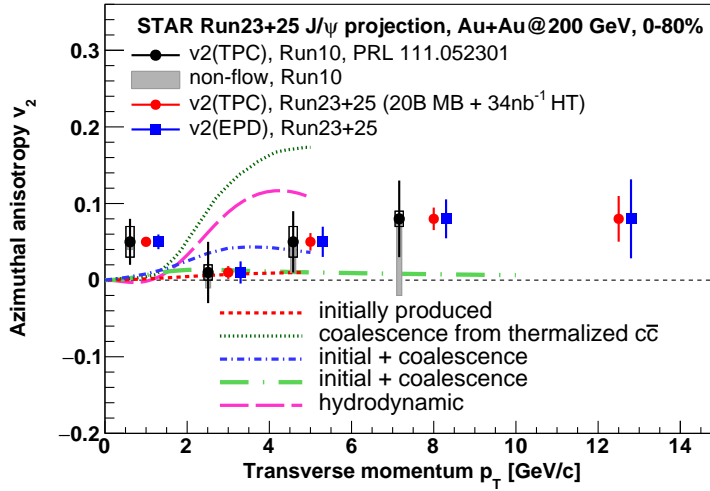 STAR Run23+25 J/ψ projection, Au+Au@200 GeV, 0-80%
v2(TPC), Run10, PRL 111.052301
non-flow, Run10
v2(TPC), Run23+25 (20B MB + 34nb⁻¹ HT)
v2(EPD), Run23+25
0.3
0.2
0.1
0
−0.1
−0.2
Azimuthal anisotropy v₂
initially produced
coalescence from thermalized cc̅
initial + coalescence
initial + coalescence
hydrodynamic
0 2 4 6 8 10 12 14
Transverse momentum p_T [GeV/c]